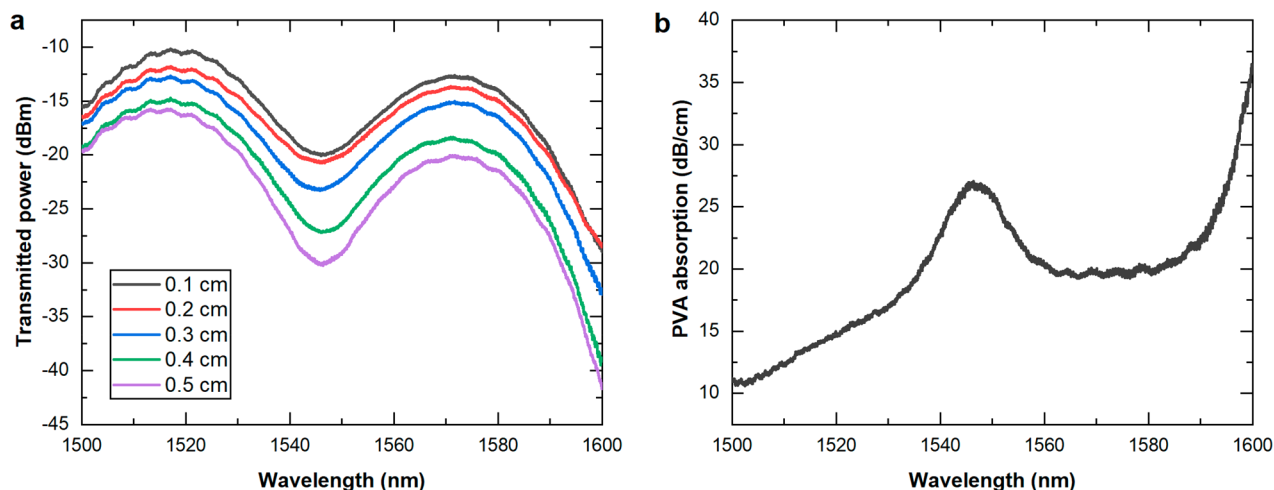 a
Transmitted power (dBm)
-10
-15
-20
-25
-30
-35
-40
-45
0.1 cm
0.2 cm
0.3 cm
0.4 cm
0.5 cm
1500 1520 1540 1560 1580 1600
Wavelength (nm)
b
PVA absorption (dB/cm)
40
35
30
25
20
15
10
1500 1520 1540 1560 1580 1600
Wavelength (nm)